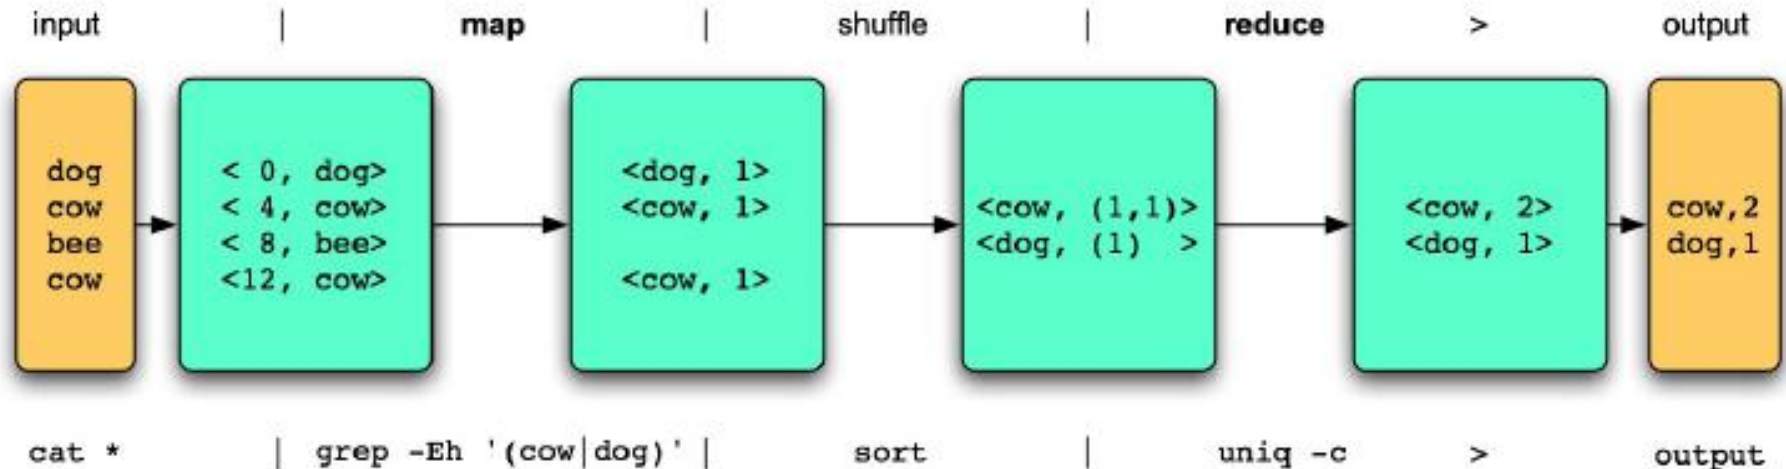 input | map | shuffle | reduce > output
dog
cow
bee
cow
< 0, dog>
< 4, cow>
< 8, bee>
<12, cow>
<dog, 1>
<cow, 1>
<cow, 1>
<cow, (1,1)>
<dog, (1) >
<cow, 2>
<dog, 1>
cow,2
dog,1
cat * | grep -Eh '(cow|dog)' | sort | uniq -c > output